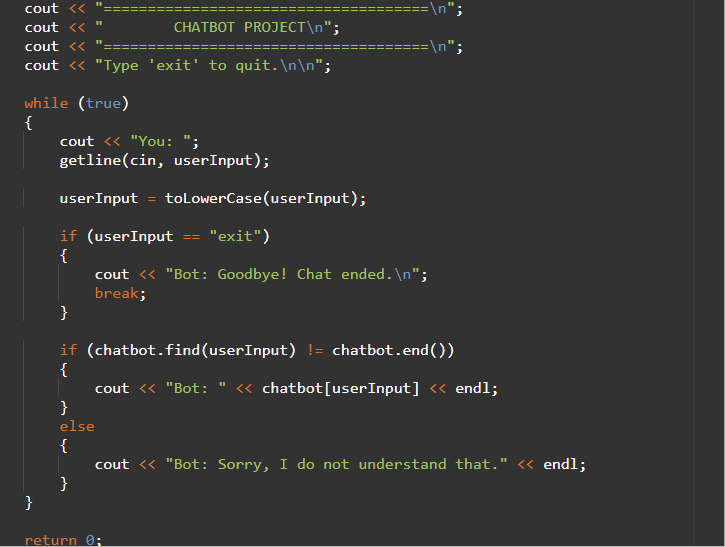 cout << "=====================================\n";
cout << "        CHATBOT PROJECT\n";
cout << "=====================================\n";
cout << "Type 'exit' to quit.\n\n";

while (true)
{
    cout << "You: ";
    getline(cin, userInput);

    userInput = toLowerCase(userInput);

    if (userInput == "exit")
    {
        cout << "Bot: Goodbye! Chat ended.\n";
        break;
    }

    if (chatbot.find(userInput) != chatbot.end())
    {
        cout << "Bot: " << chatbot[userInput] << endl;
    }
    else
    {
        cout << "Bot: Sorry, I do not understand that." << endl;
    }
}

return 0;